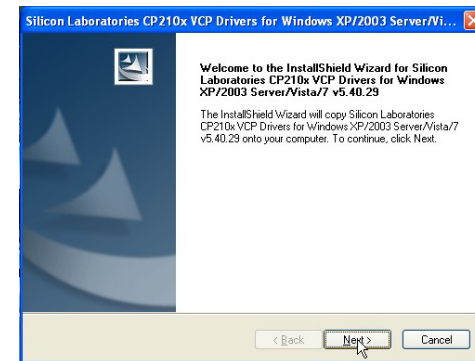 Silicon Laboratories CP210x VCP Drivers for Windows XP/2003 Server/Vi...
Welcome to the InstallShield Wizard for Silicon
Laboratories CP210x VCP Drivers for Windows
XP/2003 Server/Vista/7 v5.40.29
The InstallShield Wizard will copy Silicon Laboratories
CP210x VCP Drivers for Windows XP/2003 Server/Vista/7
v5.40.29 onto your computer. To continue, click Next.
< Back
Next >
Cancel